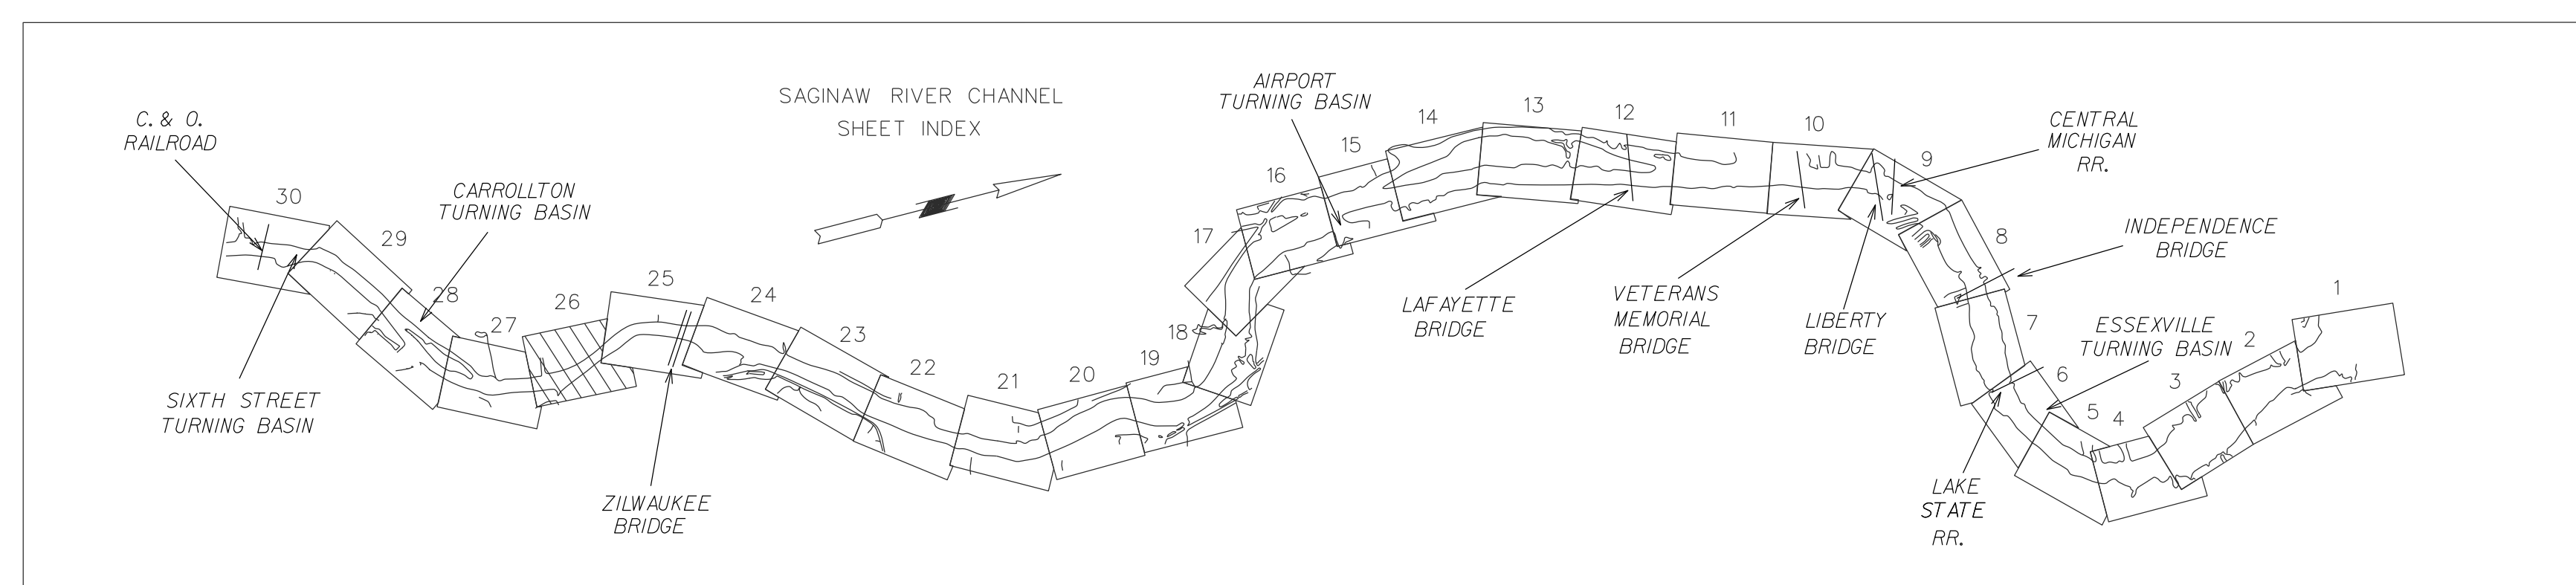 SAGINAW RIVER CHANNEL
SHEET INDEX
C. & O.
RAILROAD
30
29
CARROLLTON
TURNING BASIN
28
27
26
25
24
23
22
21
20
19
18
17
16
15
14
13
12
11
10
9
8
7
6
5
4
3
2
1
AIRPORT
TURNING BASIN
CENTRAL
MICHIGAN
RR.
INDEPENDENCE
BRIDGE
LAFAYETTE
BRIDGE
VETERANS
MEMORIAL
BRIDGE
LIBERTY
BRIDGE
ESSEXVILLE
TURNING BASIN
SIXTH STREET
TURNING BASIN
ZILWAUKEE
BRIDGE
LAKE
STATE
RR.